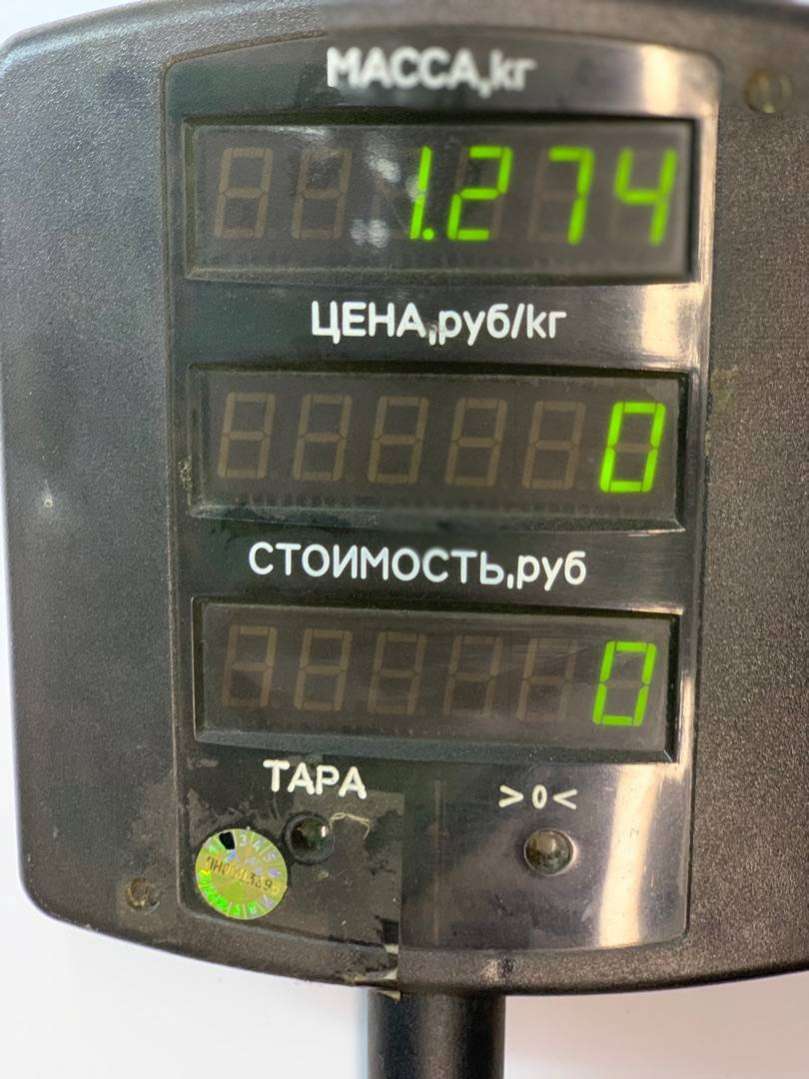 МАССА,кг
1.274
ЦЕНА,руб/кг
0
СТОИМОСТЬ,руб
0
ТАРА >0<